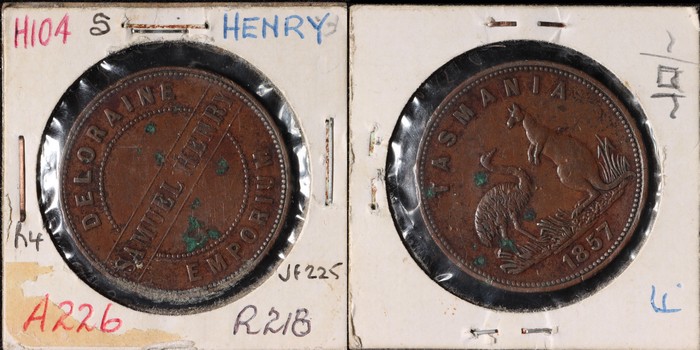 H104 S HENRY
DELORAINE
SAMUEL HENRY
EMPORIUM
h4
JF225
A226
R218
TASMANIA
1857
F.